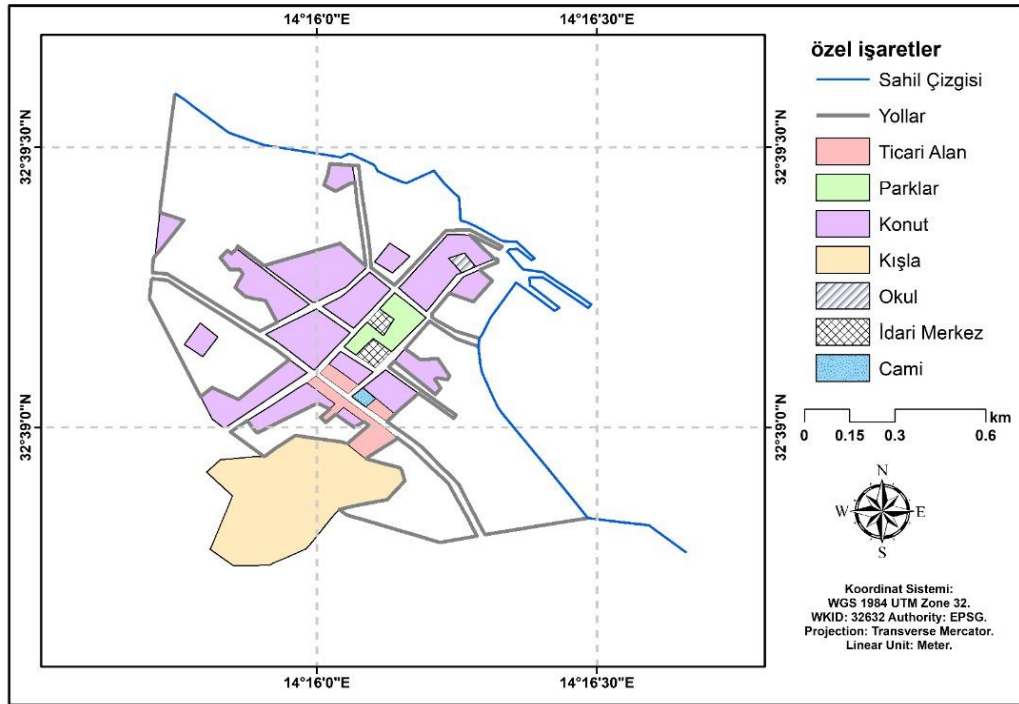 14°16'0"E
14°16'30"E
32°39'30"N
32°39'30"N
32°39'0"N
32°39'0"N
14°16'0"E
14°16'30"E
özel işaretler
Sahil Çizgisi
Yollar
Ticari Alan
Parklar
Konut
Kışla
Okul
İdari Merkez
Cami
km
0 0.15 0.3 0.6
N
W E
S
Koordinat Sistemi:
WGS 1984 UTM Zone 32.
WKID: 32632 Authority: EPSG.
Projection: Transverse Mercator.
Linear Unit: Meter.